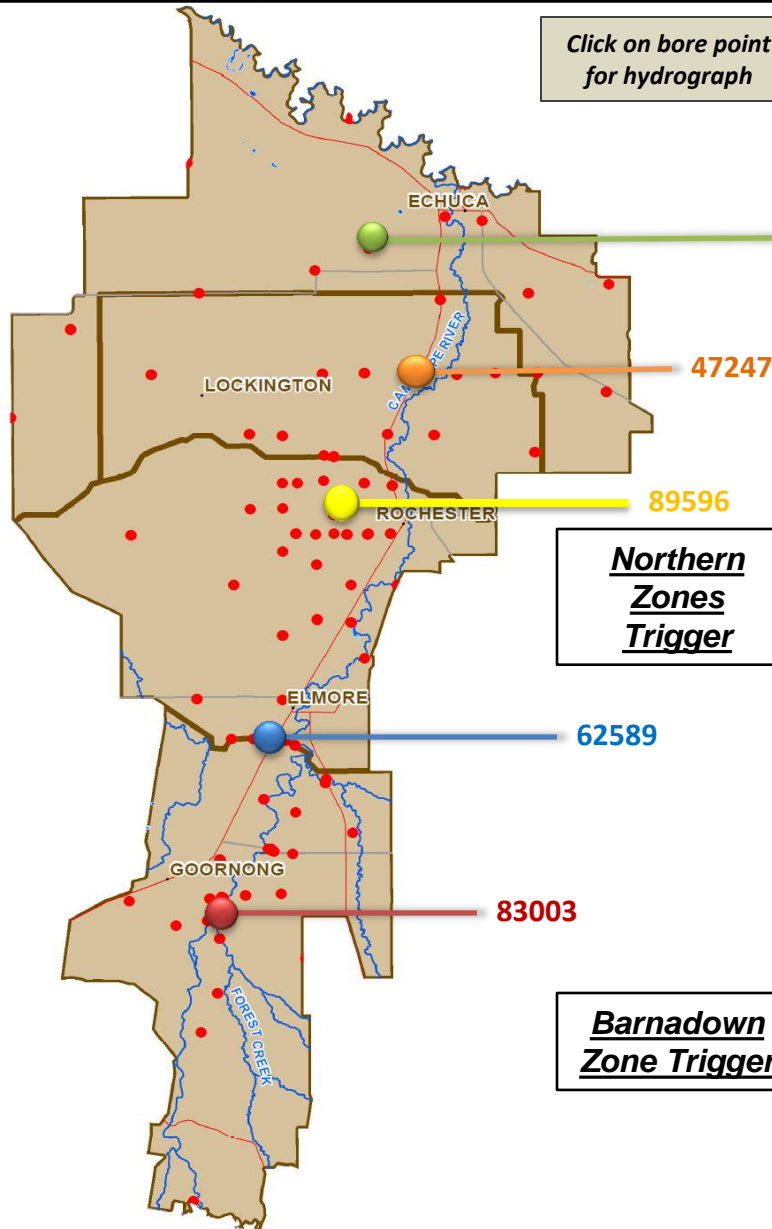 Click on bore point
for hydrograph
ECHUCA
CAMPASPE RIVER
47247
LOCKINGTON
89596
ROCHESTER
Northern
Zones
Trigger
ELMORE
62589
GOORNONG
83003
FOREST CREEK
Barnadown
Zone Trigger